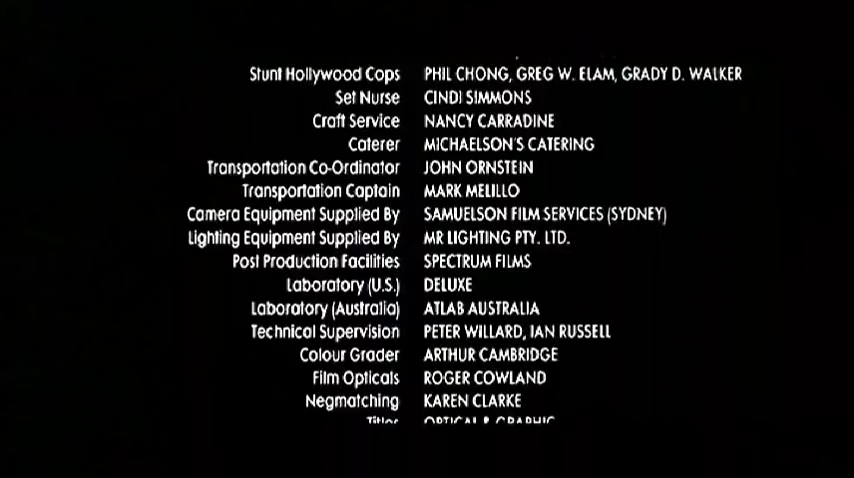 Stunt Hollywood Cops PHIL CHONG, GREG W. ELAM, GRADY D. WALKER
Set Nurse CINDI SIMMONS
Craft Service NANCY CARRADINE
Caterer MICHAELSON'S CATERING
Transportation Co-Ordinator JOHN ORNSTEIN
Transportation Captain MARK MELILLO
Camera Equipment Supplied By SAMUELSON FILM SERVICES (SYDNEY)
Lighting Equipment Supplied By MR LIGHTING PTY. LTD.
Post Production Facilities SPECTRUM FILMS
Laboratory (U.S.) DELUXE
Laboratory (Australia) ATLAB AUSTRALIA
Technical Supervision PETER WILLARD, IAN RUSSELL
Colour Grader ARTHUR CAMBRIDGE
Film Opticals ROGER COWLAND
Negmatching KAREN CLARKE
Titles OPTICAL & GRAPHIC